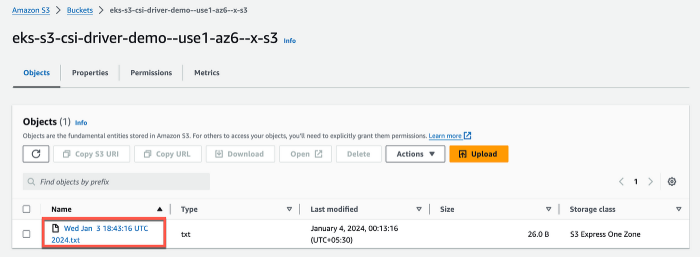 Amazon S3 > Buckets > eks-s3-csi-driver-demo--use1-az6--x-s3
eks-s3-csi-driver-demo--use1-az6--x-s3 Info
Objects Properties Permissions Metrics
Objects (1) Info
Objects are the fundamental entities stored in Amazon S3. For others to access your objects, you'll need to explicitly grant them permissions. Learn more
Copy S3 URI Copy URL Download Open Delete Actions Upload
Find objects by prefix
1
Name Type Last modified Size Storage class
Wed Jan 3 18:43:16 UTC
2024.txt
txt
January 4, 2024, 00:13:16
(UTC+05:30)
26.0 B
S3 Express One Zone